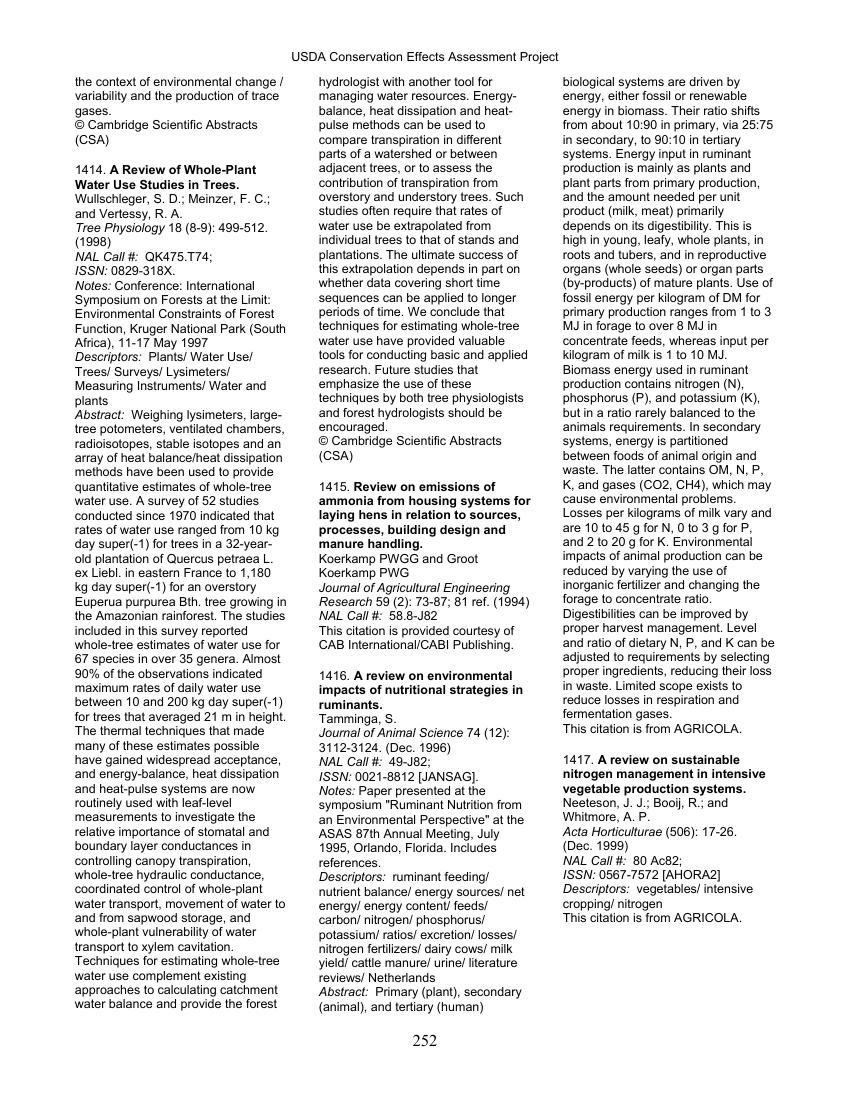 USDA Conservation Effects Assessment Project
the context of environmental change /
variability and the production of trace
gases.
© Cambridge Scientific Abstracts
(CSA)
1414. A Review of Whole-Plant
Water Use Studies in Trees.
Wullschleger, S. D.; Meinzer, F. C.;
and Vertessy, R. A.
Tree Physiology 18 (8-9): 499-512.
(1998)
NAL Call #: QK475.T74;
ISSN: 0829-318X.
Notes: Conference: International
Symposium on Forests at the Limit:
Environmental Constraints of Forest
Function, Kruger National Park (South
Africa), 11-17 May 1997
Descriptors: Plants/ Water Use/
Trees/ Surveys/ Lysimeters/
Measuring Instruments/ Water and
plants
Abstract: Weighing lysimeters, large-
tree potometers, ventilated chambers,
radioisotopes, stable isotopes and an
array of heat balance/heat dissipation
methods have been used to provide
quantitative estimates of whole-tree
water use. A survey of 52 studies
conducted since 1970 indicated that
rates of water use ranged from 10 kg
day super(-1) for trees in a 32-year-
old plantation of Quercus petraea L.
ex Liebl. in eastern France to 1,180
kg day super(-1) for an overstory
Euperua purpurea Bth. tree growing in
the Amazonian rainforest. The studies
included in this survey reported
whole-tree estimates of water use for
67 species in over 35 genera. Almost
90% of the observations indicated
maximum rates of daily water use
between 10 and 200 kg day super(-1)
for trees that averaged 21 m in height.
The thermal techniques that made
many of these estimates possible
have gained widespread acceptance,
and energy-balance, heat dissipation
and heat-pulse systems are now
routinely used with leaf-level
measurements to investigate the
relative importance of stomatal and
boundary layer conductances in
controlling canopy transpiration,
whole-tree hydraulic conductance,
coordinated control of whole-plant
water transport, movement of water to
and from sapwood storage, and
whole-plant vulnerability of water
transport to xylem cavitation.
Techniques for estimating whole-tree
water use complement existing
approaches to calculating catchment
water balance and provide the forest
hydrologist with another tool for
managing water resources. Energy-
balance, heat dissipation and heat-
pulse methods can be used to
compare transpiration in different
parts of a watershed or between
adjacent trees, or to assess the
contribution of transpiration from
overstory and understory trees. Such
studies often require that rates of
water use be extrapolated from
individual trees to that of stands and
plantations. The ultimate success of
this extrapolation depends in part on
whether data covering short time
sequences can be applied to longer
periods of time. We conclude that
techniques for estimating whole-tree
water use have provided valuable
tools for conducting basic and applied
research. Future studies that
emphasize the use of these
techniques by both tree physiologists
and forest hydrologists should be
encouraged.
© Cambridge Scientific Abstracts
(CSA)
1415. Review on emissions of
ammonia from housing systems for
laying hens in relation to sources,
processes, building design and
manure handling.
Koerkamp PWGG and Groot
Koerkamp PWG
Journal of Agricultural Engineering
Research 59 (2): 73-87; 81 ref. (1994)
NAL Call #: 58.8-J82
This citation is provided courtesy of
CAB International/CABI Publishing.
1416. A review on environmental
impacts of nutritional strategies in
ruminants.
Tamminga, S.
Journal of Animal Science 74 (12):
3112-3124. (Dec. 1996)
NAL Call #: 49-J82;
ISSN: 0021-8812 [JANSAG].
Notes: Paper presented at the
symposium "Ruminant Nutrition from
an Environmental Perspective" at the
ASAS 87th Annual Meeting, July
1995, Orlando, Florida. Includes
references.
Descriptors: ruminant feeding/
nutrient balance/ energy sources/ net
energy/ energy content/ feeds/
carbon/ nitrogen/ phosphorus/
potassium/ ratios/ excretion/ losses/
nitrogen fertilizers/ dairy cows/ milk
yield/ cattle manure/ urine/ literature
reviews/ Netherlands
Abstract: Primary (plant), secondary
(animal), and tertiary (human)
biological systems are driven by
energy, either fossil or renewable
energy in biomass. Their ratio shifts
from about 10:90 in primary, via 25:75
in secondary, to 90:10 in tertiary
systems. Energy input in ruminant
production is mainly as plants and
plant parts from primary production,
and the amount needed per unit
product (milk, meat) primarily
depends on its digestibility. This is
high in young, leafy, whole plants, in
roots and tubers, and in reproductive
organs (whole seeds) or organ parts
(by-products) of mature plants. Use of
fossil energy per kilogram of DM for
primary production ranges from 1 to 3
MJ in forage to over 8 MJ in
concentrate feeds, whereas input per
kilogram of milk is 1 to 10 MJ.
Biomass energy used in ruminant
production contains nitrogen (N),
phosphorus (P), and potassium (K),
but in a ratio rarely balanced to the
animals requirements. In secondary
systems, energy is partitioned
between foods of animal origin and
waste. The latter contains OM, N, P,
K, and gases (CO2, CH4), which may
cause environmental problems.
Losses per kilograms of milk vary and
are 10 to 45 g for N, 0 to 3 g for P,
and 2 to 20 g for K. Environmental
impacts of animal production can be
reduced by varying the use of
inorganic fertilizer and changing the
forage to concentrate ratio.
Digestibilities can be improved by
proper harvest management. Level
and ratio of dietary N, P, and K can be
adjusted to requirements by selecting
proper ingredients, reducing their loss
in waste. Limited scope exists to
reduce losses in respiration and
fermentation gases.
This citation is from AGRICOLA.
1417. A review on sustainable
nitrogen management in intensive
vegetable production systems.
Neeteson, J. J.; Booij, R.; and
Whitmore, A. P.
Acta Horticulturae (506): 17-26.
(Dec. 1999)
NAL Call #: 80 Ac82;
ISSN: 0567-7572 [AHORA2]
Descriptors: vegetables/ intensive
cropping/ nitrogen
This citation is from AGRICOLA.
252